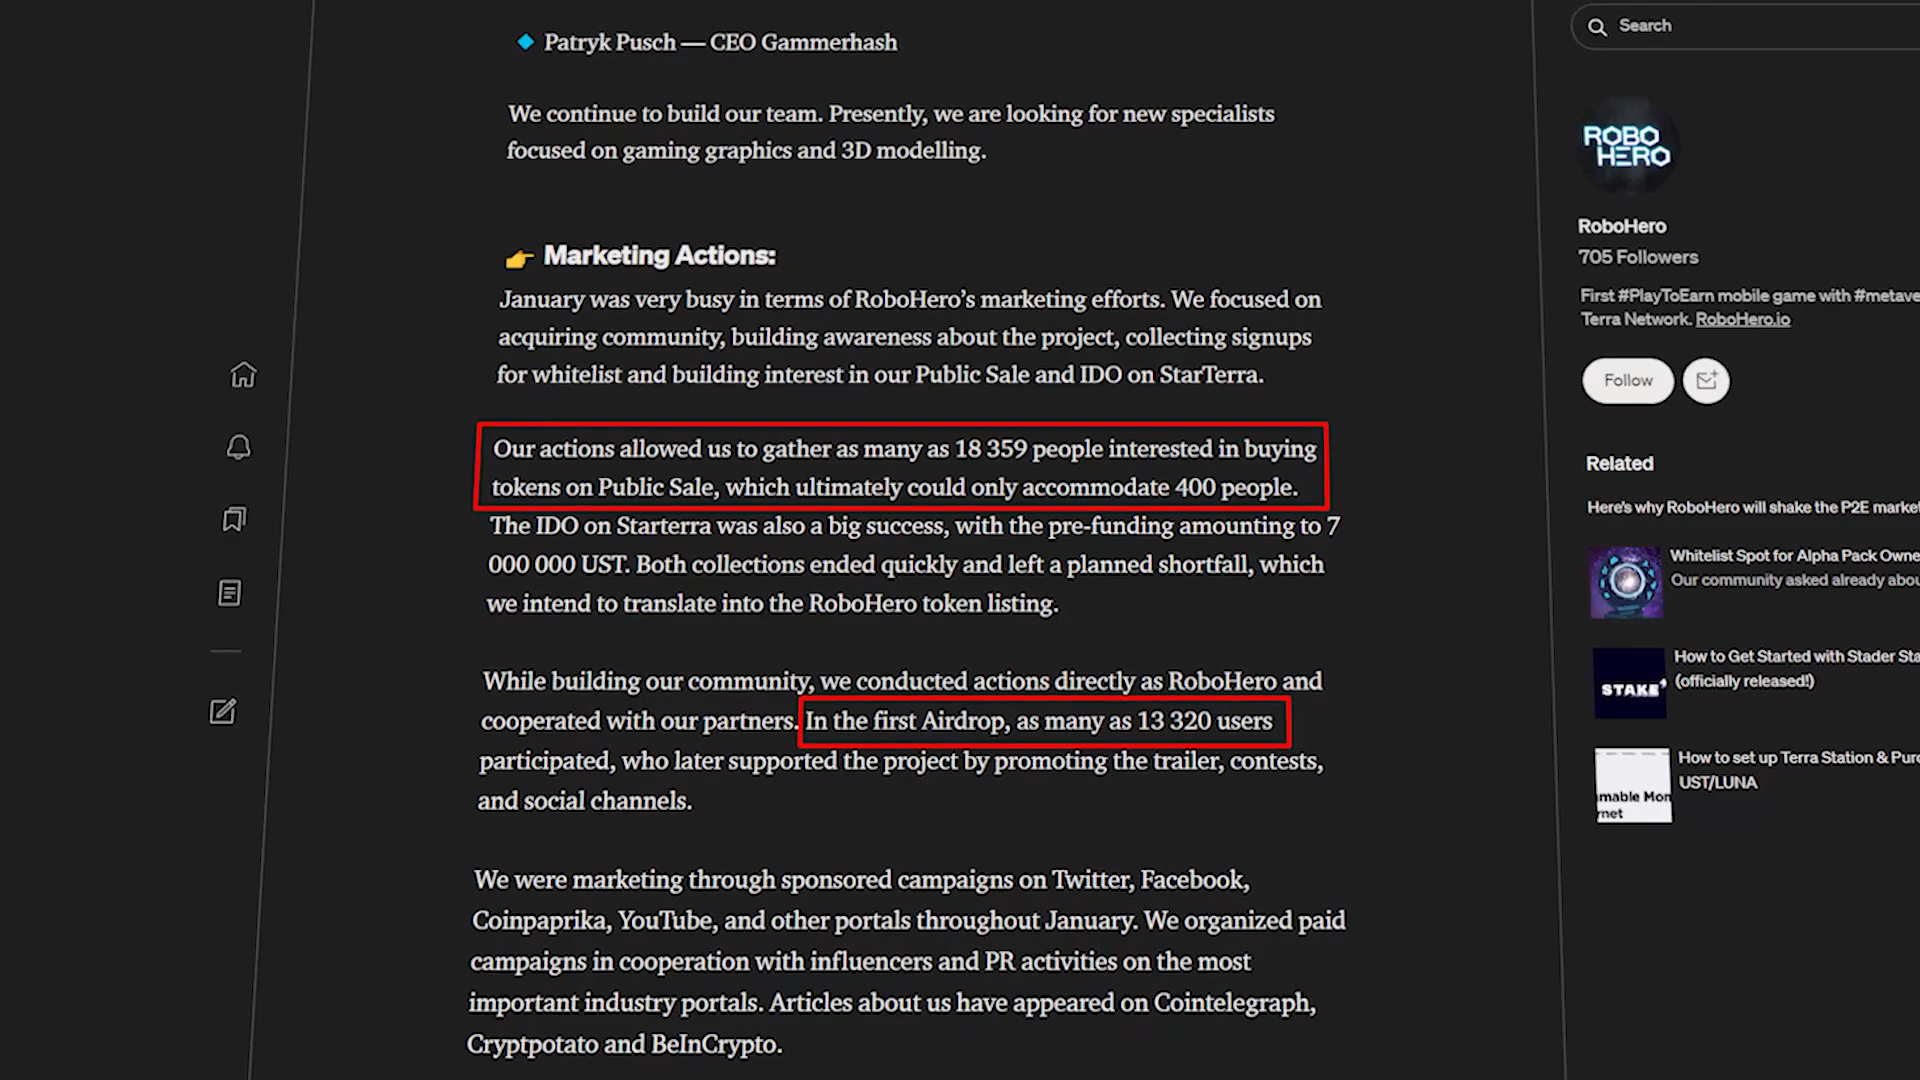 Patryk Pusch — CEO Gammerhash
We continue to build our team. Presently, we are looking for new specialists
focused on gaming graphics and 3D modelling.
👉 Marketing Actions:
January was very busy in terms of RoboHero’s marketing efforts. We focused on
acquiring community, building awareness about the project, collecting signups
for whitelist and building interest in our Public Sale and IDO on StarTerra.
Our actions allowed us to gather as many as 18 359 people interested in buying
tokens on Public Sale, which ultimately could only accommodate 400 people.
The IDO on Starterra was also a big success, with the pre-funding amounting to 7
000 000 UST. Both collections ended quickly and left a planned shortfall, which
we intend to translate into the RoboHero token listing.
While building our community, we conducted actions directly as RoboHero and
cooperated with our partners. In the first Airdrop, as many as 13 320 users
participated, who later supported the project by promoting the trailer, contests,
and social channels.
We were marketing through sponsored campaigns on Twitter, Facebook,
Coinpaprika, YouTube, and other portals throughout January. We organized paid
campaigns in cooperation with influencers and PR activities on the most
important industry portals. Articles about us have appeared on Cointelegraph,
Cryptpotato and BeInCrypto.
Search
ROBO
HERO
RoboHero
705 Followers
First #PlayToEarn mobile game with #metave
Terra Network. RoboHero.io
Follow
Related
Here's why RoboHero will shake the P2E market
Whitelist Spot for Alpha Pack Owne
Our community asked already abou
STAKE
How to Get Started with Stader Sta
(officially released!)
mable Mon
rnet
How to set up Terra Station & Purc
UST/LUNA